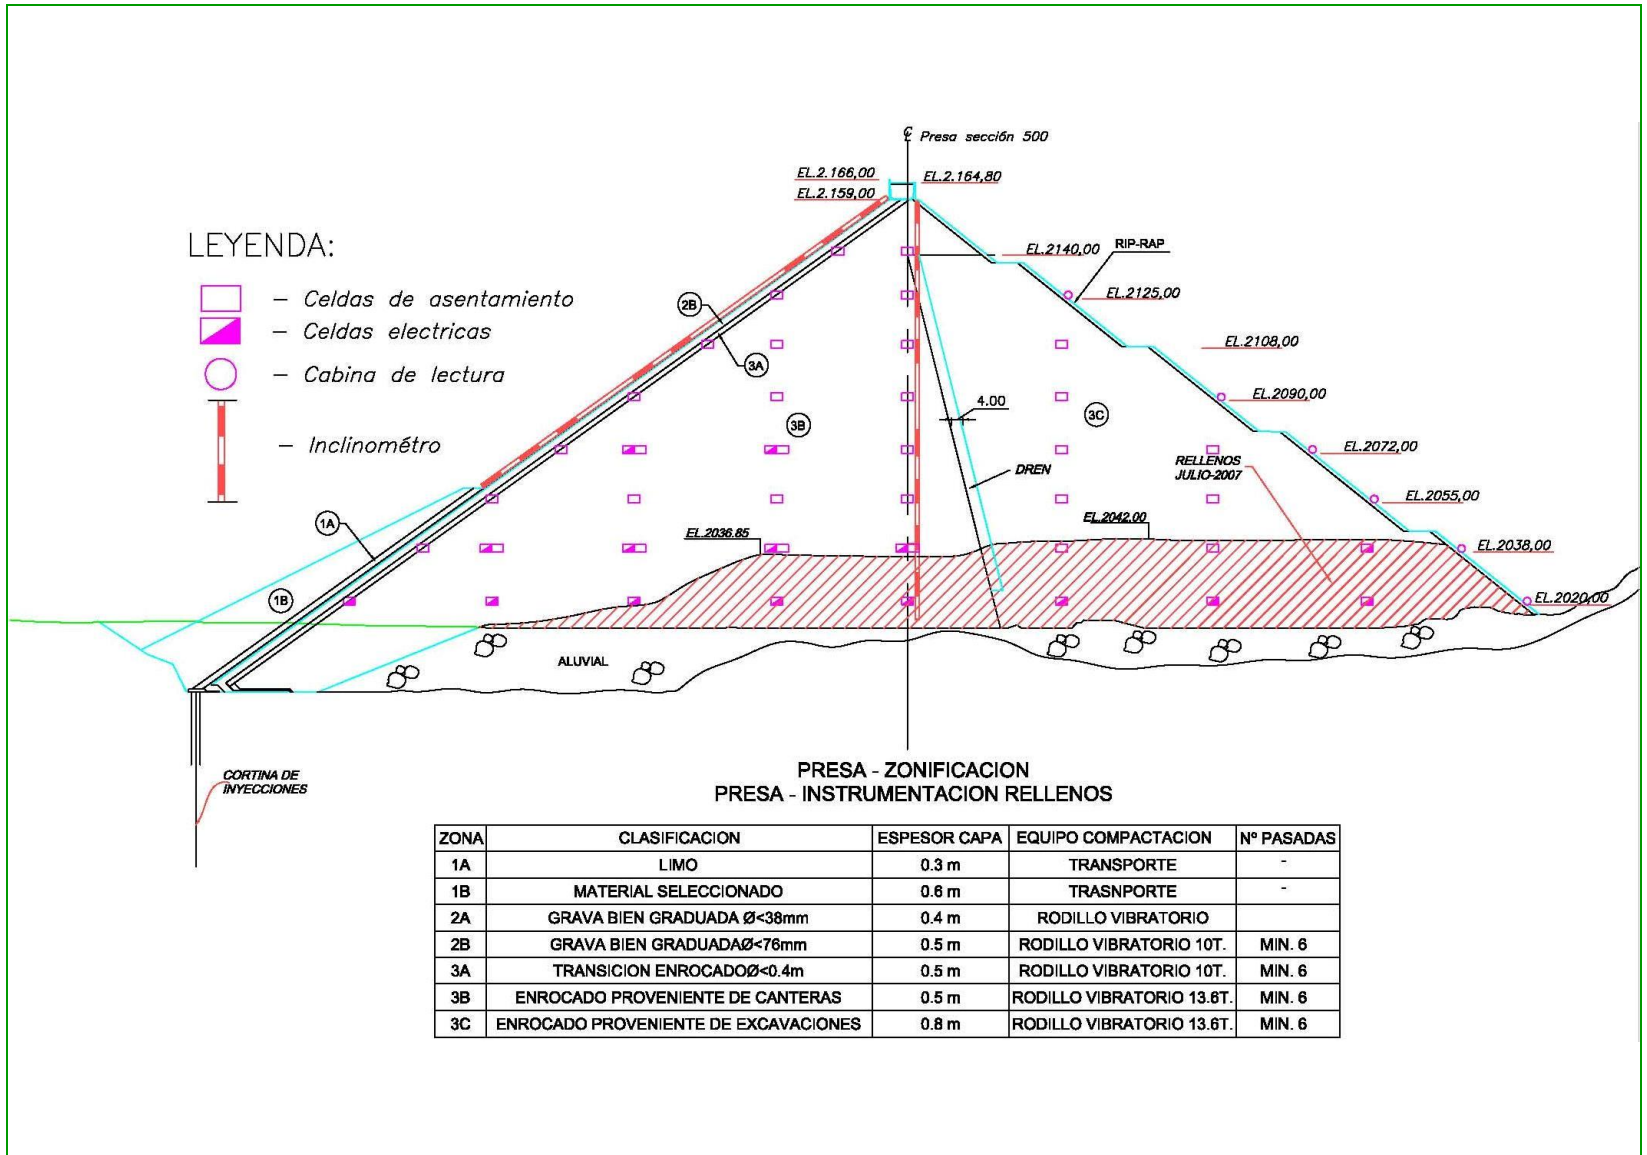 ℄ Presa sección 500
EL.2.166,00
EL.2.164,80
EL.2.159,00
LEYENDA:
- Celdas de asentamiento
- Celdas electricas
- Cabina de lectura
- Inclinométro
EL.2140,00
RIP-RAP
EL.2125,00
2B
EL.2108,00
3A
EL.2090,00
4.00
3B
3C
EL.2072,00
RELLENOS
JULIO-2007
DREN
EL.2055,00
1A
EL.2042,00
EL.2036.85
EL.2038,00
1B
EL.2020,00
ALUVIAL
CORTINA DE
INYECCIONES
PRESA - ZONIFICACION
PRESA - INSTRUMENTACION RELLENOS
ZONA CLASIFICACION ESPESOR CAPA EQUIPO COMPACTACION Nº PASADAS
1A LIMO 0.3 m TRANSPORTE -
1B MATERIAL SELECCIONADO 0.6 m TRASNPORTE -
2A GRAVA BIEN GRADUADA Ø<38mm 0.4 m RODILLO VIBRATORIO
2B GRAVA BIEN GRADUADAØ<76mm 0.5 m RODILLO VIBRATORIO 10T. MIN. 6
3A TRANSICION ENROCADOØ<0.4m 0.5 m RODILLO VIBRATORIO 10T. MIN. 6
3B ENROCADO PROVENIENTE DE CANTERAS 0.5 m RODILLO VIBRATORIO 13.6T. MIN. 6
3C ENROCADO PROVENIENTE DE EXCAVACIONES 0.8 m RODILLO VIBRATORIO 13.6T. MIN. 6